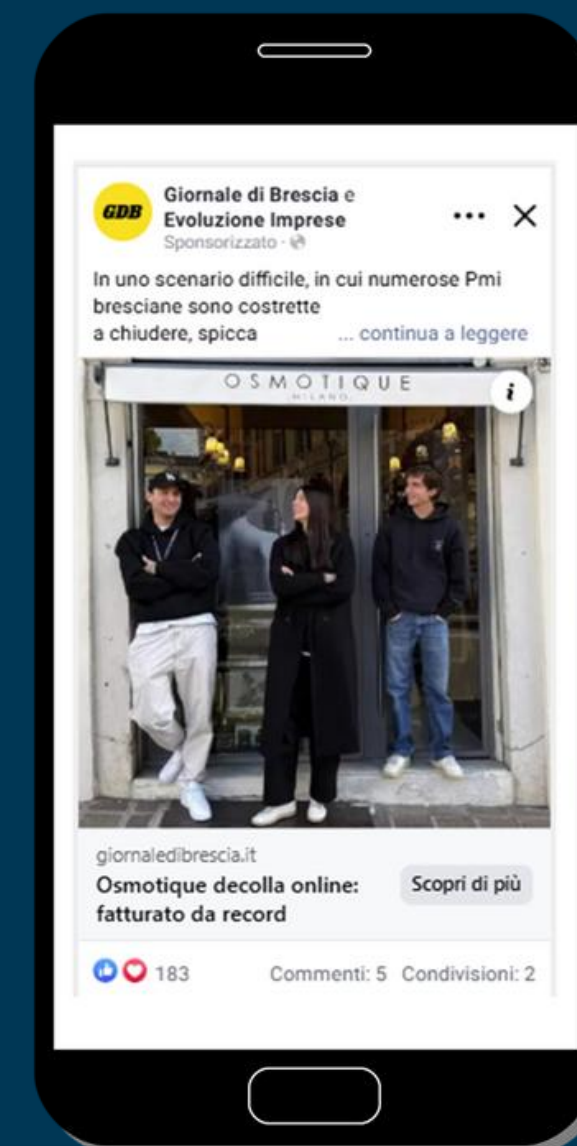 GDB
Giornale di Brescia e
Evoluzione Imprese
Sponsorizzato
In uno scenario difficile, in cui numerose Pmi
bresciane sono costrette
a chiudere, spicca ... continua a leggere
OSMOTIQUE
MILANO
i
giornaledibrescia.it
Osmotique decolla online:
fatturato da record
Scopri di più
183 Commenti: 5 Condivisioni: 2